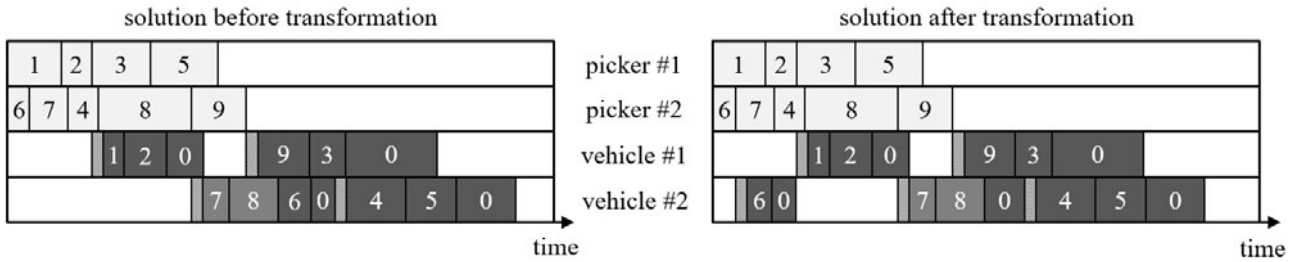 solution before transformation solution after transformation
1 2 3 5 picker #1 1 2 3 5
6 7 4 8 9 picker #2 6 7 4 8 9
1 2 0 9 3 0 vehicle #1 1 2 0 9 3 0
7 8 6 0 4 5 0 vehicle #2 6 0 7 8 0 4 5 0
time time